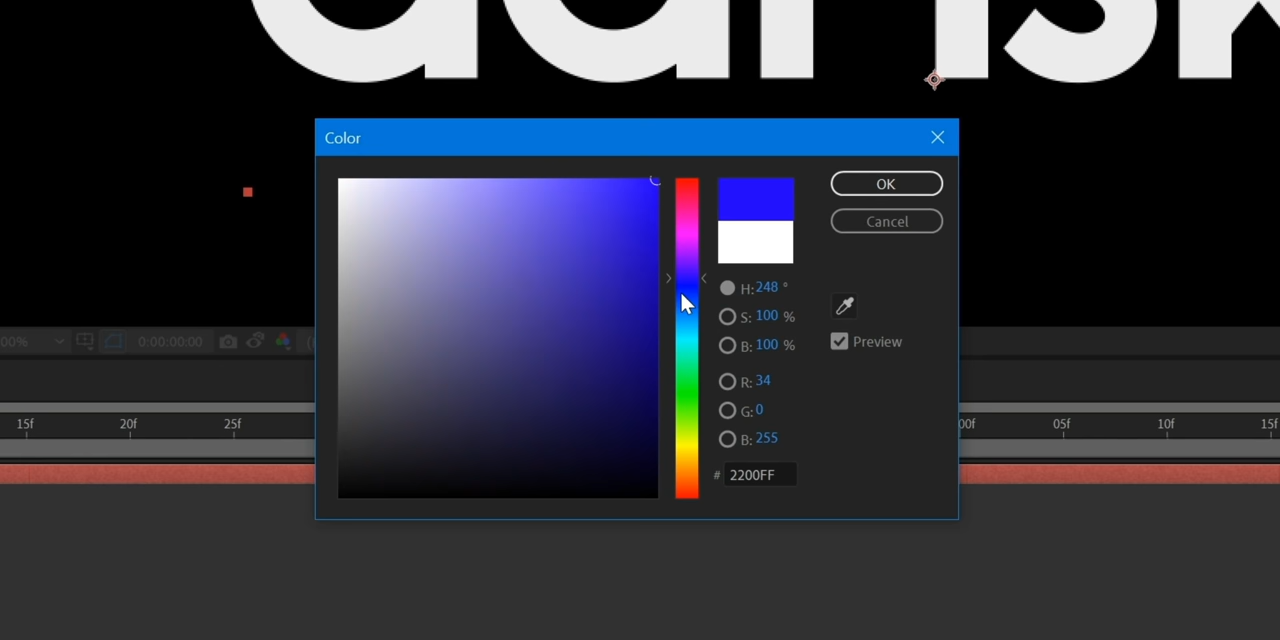 Color
OK
Cancel
H: 248 °
S: 100 %
B: 100 %
Preview
R: 34
G: 0
B: 255
# 2200FF
00%
0:00:00:00
15f
20f
25f
00f
05f
10f
15f